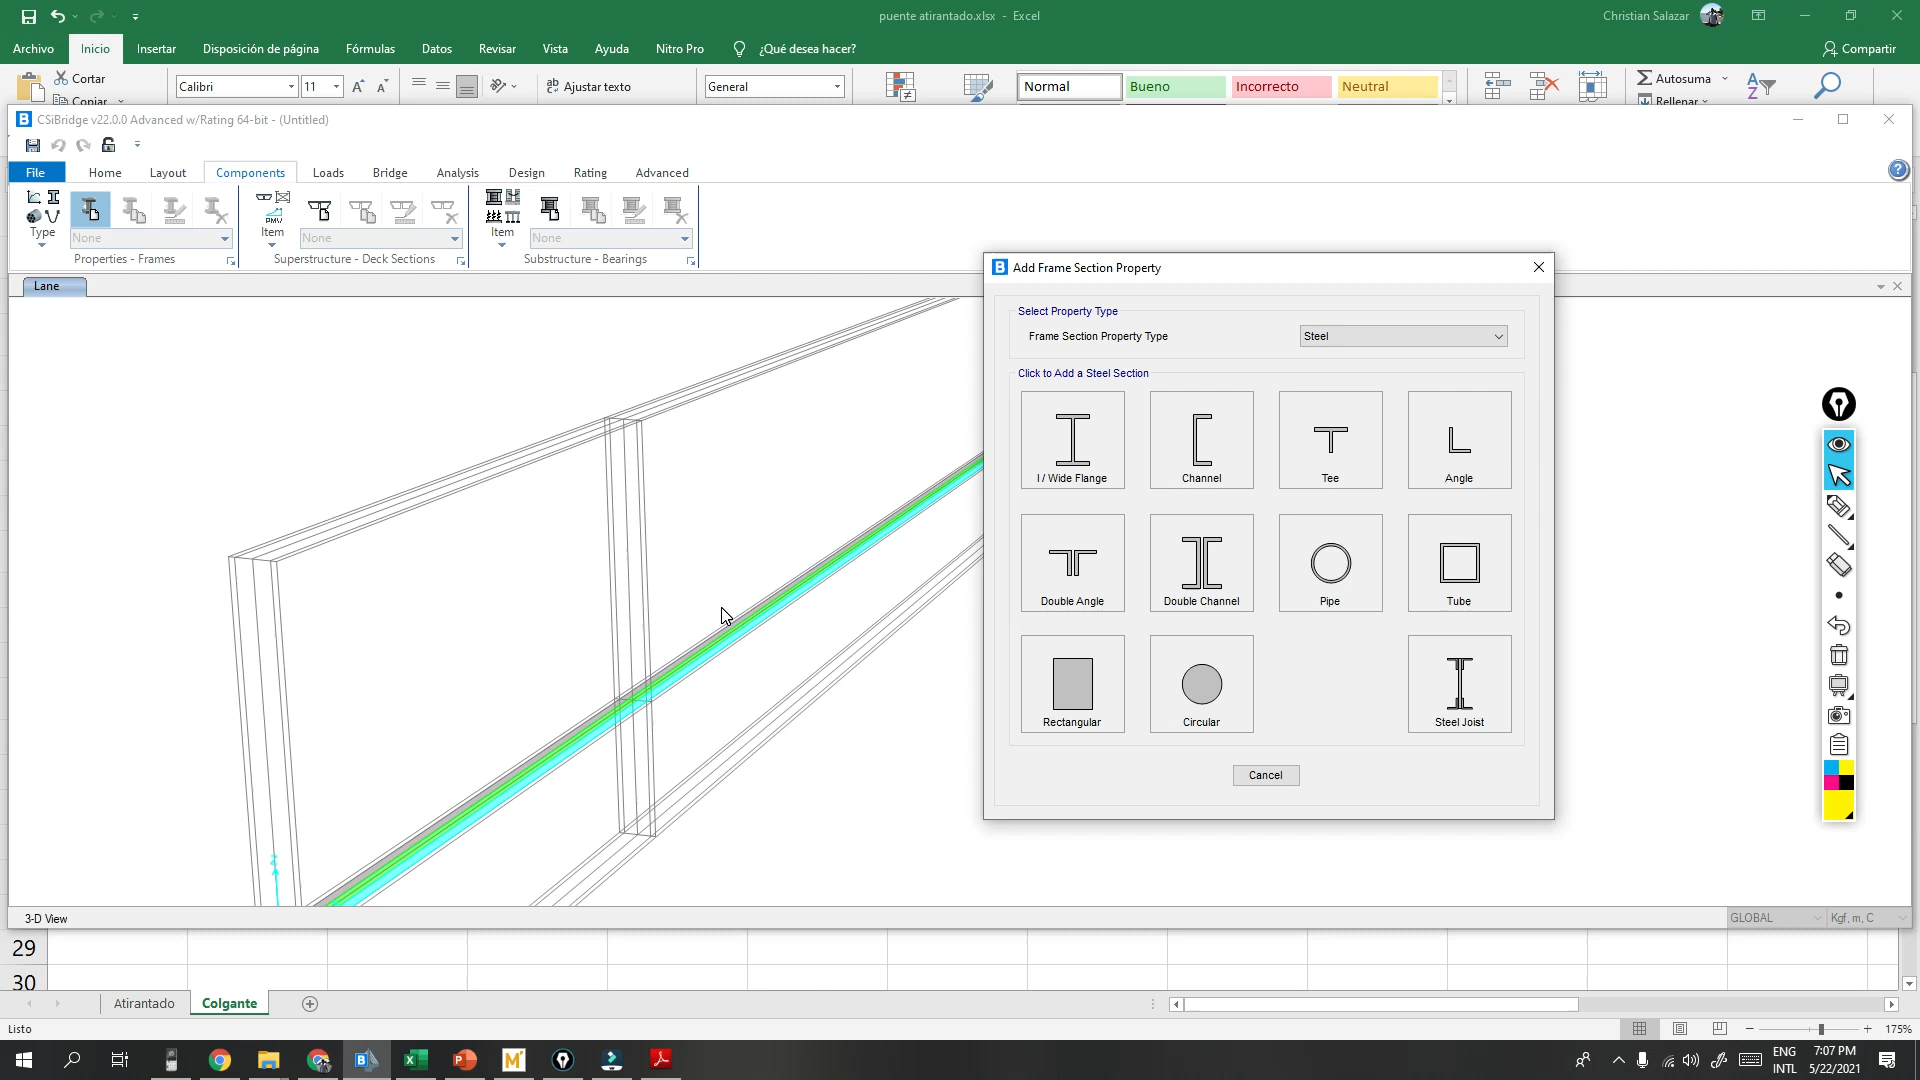 puente atirantado.xlsx - Excel
Christian Salazar
Archivo
Inicio
Insertar
Disposición de página
Fórmulas
Datos
Revisar
Vista
Ayuda
Nitro Pro
¿Qué desea hacer?
Compartir
Cortar
Copiar
Calibri
11
Ajustar texto
General
Normal
Bueno
Incorrecto
Neutral
Autosuma
Rellenar
CSiBridge v22.0.0 Advanced w/Rating 64-bit - (Untitled)
File
Home
Layout
Components
Loads
Bridge
Analysis
Design
Rating
Advanced
Type
None
Properties - Frames
PMV
Item
None
Superstructure - Deck Sections
Item
None
Substructure - Bearings
Lane
Add Frame Section Property
Select Property Type
Frame Section Property Type
Steel
Click to Add a Steel Section
I / Wide Flange
Channel
Tee
Angle
Double Angle
Double Channel
Pipe
Tube
Rectangular
Circular
Steel Joist
Cancel
Z
3-D View
GLOBAL
Kgf, m, C
29
30
Atirantado
Colgante
Listo
175%
ENG
INTL
7:07 PM
5/22/2021